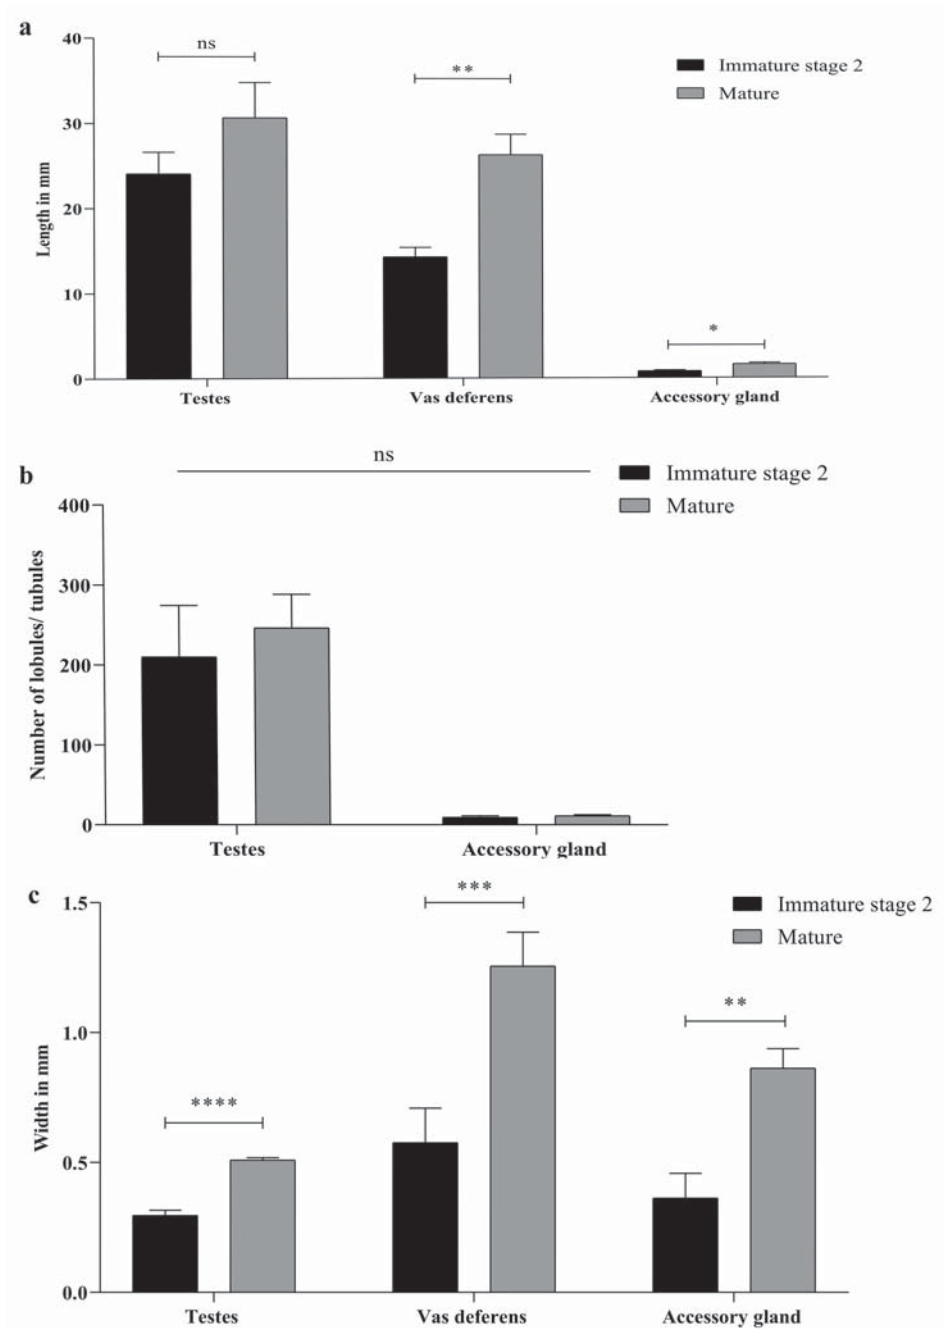 a
40
30
20
10
0
Length in mm
ns
**
*
Immature stage 2
Mature
Testes Vas deferens Accessory gland
b
ns
Immature stage 2
Mature
400
300
200
100
0
Number of lobules/ tubules
Testes Accessory gland
c
1.5
1.0
0.5
0.0
Width in mm
****
***
**
Immature stage 2
Mature
Testes Vas deferens Accessory gland